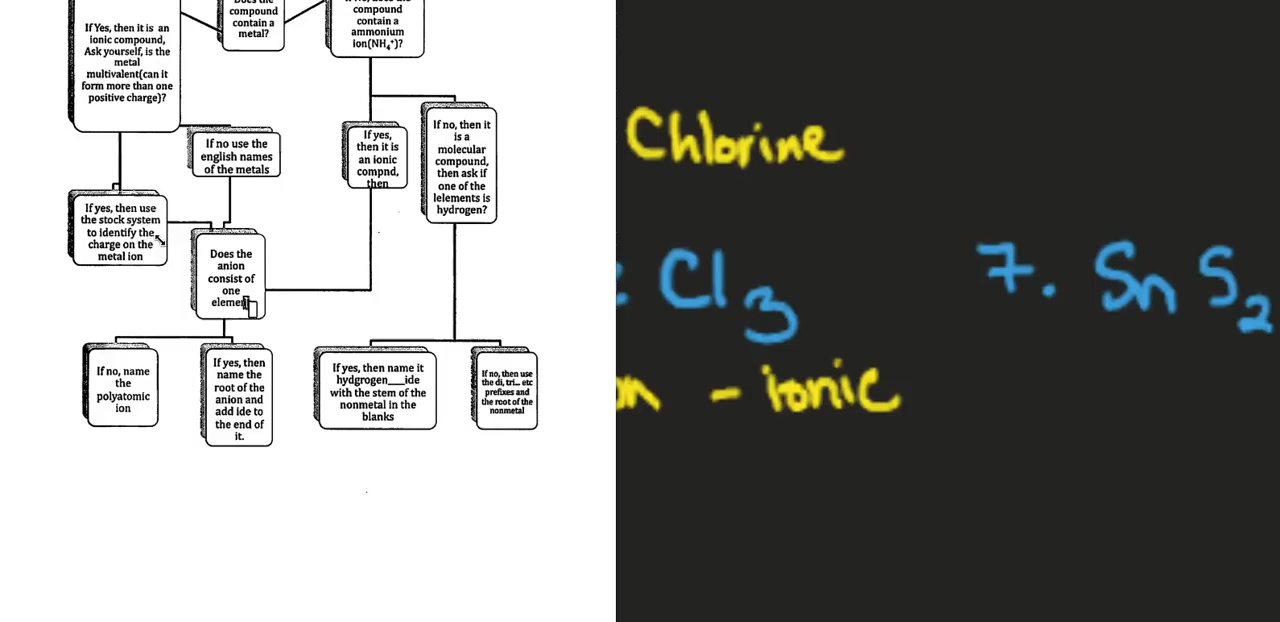 Does the
compound
contain a
metal?
compound
contain a
ammonium
ion(NH₄⁺)?
If Yes, then it is an
ionic compound,
Ask yourself, is the
metal
multivalent(can it
form more than one
positive charge)?
If no use the
english names
of the metals
If yes,
then it is
an ionic
compnd,
then
If no, then it
is a
molecular
compound,
then ask if
one of the
lelements is
hydrogen?
If yes, then use
the stock system
to identify the
charge on the
metal ion
Does the
anion
consist of
one
elemen
If no, name
the
polyatomic
ion
If yes, then
name the
root of the
anion and
add ide to
the end of
it.
If yes, then name it
hydgrogen___ide
with the stem of the
nonmetal in the
blanks
If no, then use
the di, tri... etc
prefixes and
the root of the
nonmetal
Chlorine
Cl3
7. SnS2
on - ionic